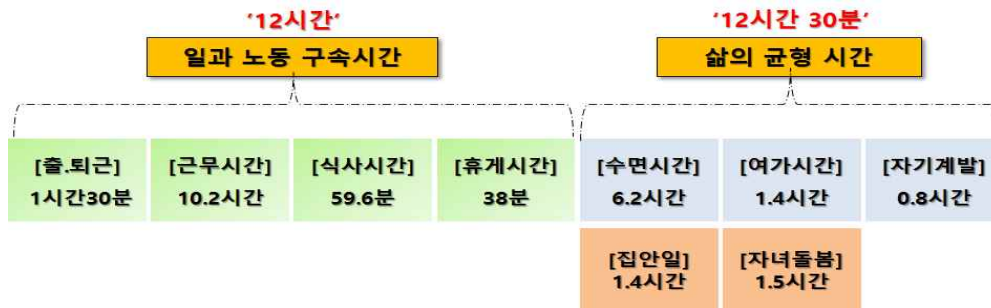 '12시간'
일과 노동 구속시간
'12시간 30분'
삶의 균형 시간
[출.퇴근]
1시간30분
[근무시간]
10.2시간
[식사시간]
59.6분
[휴게시간]
38분
[수면시간]
6.2시간
[여가시간]
1.4시간
[자기계발]
0.8시간
[집안일]
1.4시간
[자녀돌봄]
1.5시간